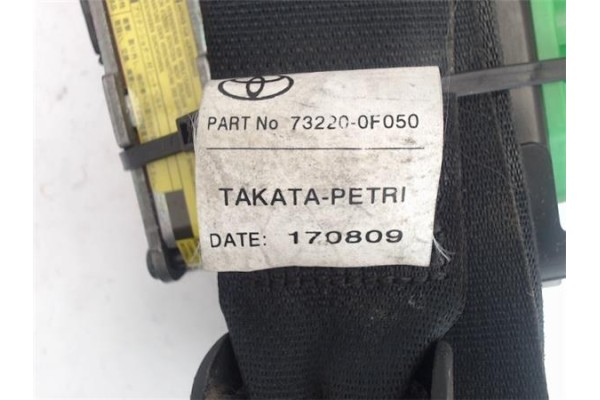 PART No 73220-0F050
TAKATA-PETRI
DATE: 170809